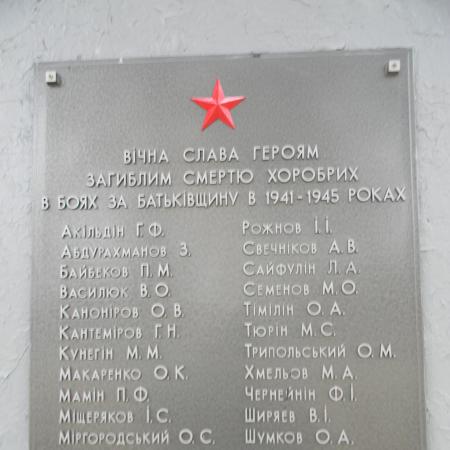 ВІЧНА СЛАВА ГЕРОЯМ
ЗАГИБЛИМ СМЕРТЮ ХОРОБРИХ
В БОЯХ ЗА БАТЬКІВЩИНУ В 1941-1945 РОКАХ
АКІЛЬДІН Г.Ф.
АБДУРАХМАНОВ З.
БАЙБЕКОВ П.М.
ВАСИЛЮК В.О.
КАНОНІРОВ О.В.
КАНТЕМІРОВ Г.Н.
КУНЕГІН М.М.
МАКАРЕНКО О.К.
МАМІН П.Ф.
МІЩЕРЯКОВ І.С.
МІРГОРОДСЬКИЙ О.С.
РОЖНОВ І.І.
СВЕЧНІКОВ А.В.
САЙФУЛІН Л.А.
СЕМЕНОВ М.О.
ТІМІЛІН О.А.
ТЮРІН М.С.
ТРИПОЛЬСЬКИЙ О.М.
ХМЕЛЬОВ М.А.
ЧЕРНЕЙНІН Ф.І.
ШИРЯЕВ В.І.
ШУМКОВ О.А.